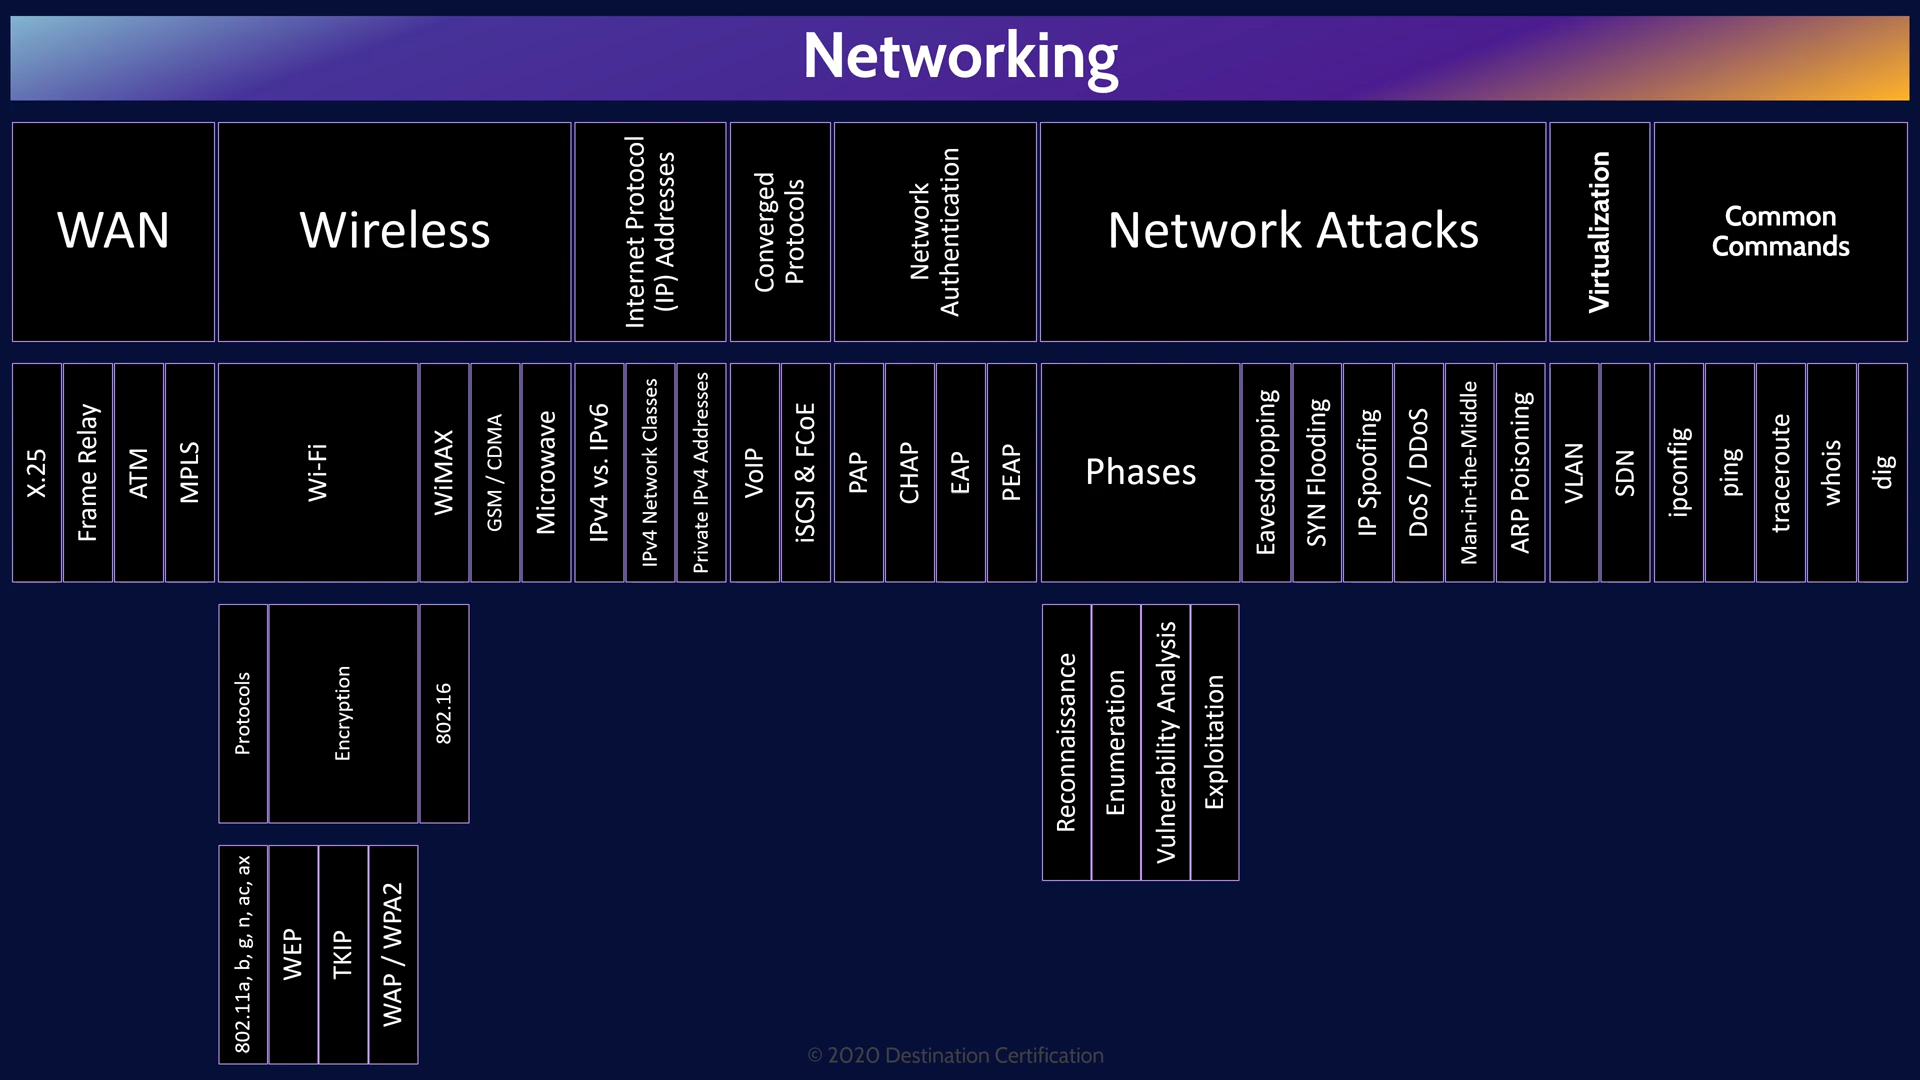 Networking
WAN
Wireless
Internet Protocol
(IP) Addresses
Converged
Protocols
Network
Authentication
Network Attacks
Virtualization
Common
Commands
X.25
Frame Relay
ATM
MPLS
Wi-Fi
WiMAX
GSM / CDMA
Microwave
IPv4 vs. IPv6
IPv4 Network Classes
Private IPv4 Addresses
VoIP
iSCSI & FCoE
PAP
CHAP
EAP
PEAP
Phases
Eavesdropping
SYN Flooding
IP Spoofing
DoS / DDoS
Man-in-the-Middle
ARP Poisoning
VLAN
SDN
ipconfig
ping
traceroute
whois
dig
Protocols
Encryption
802.16
Reconnaissance
Enumeration
Vulnerability Analysis
Exploitation
802.11a, b, g, n, ac, ax
WEP
TKIP
WAP / WPA2
© 2020 Destination Certification